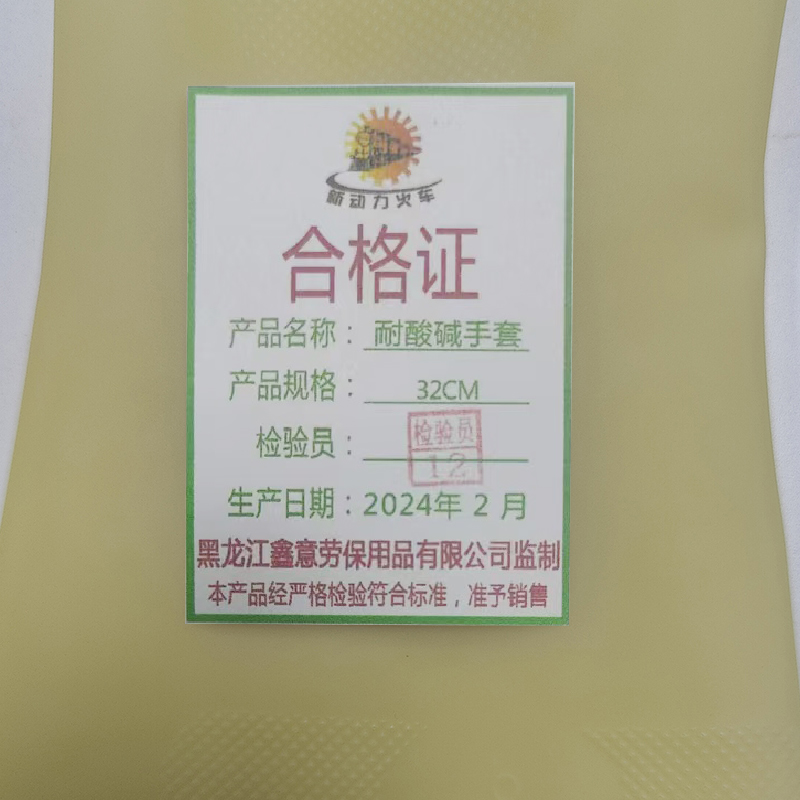 新动力火车
合格证
产品名称：耐酸碱手套
产品规格：32CM
检验员：检验员
12
生产日期：2024年 2 月
黑龙江鑫意劳保用品有限公司监制
本产品经严格检验符合标准，准予销售